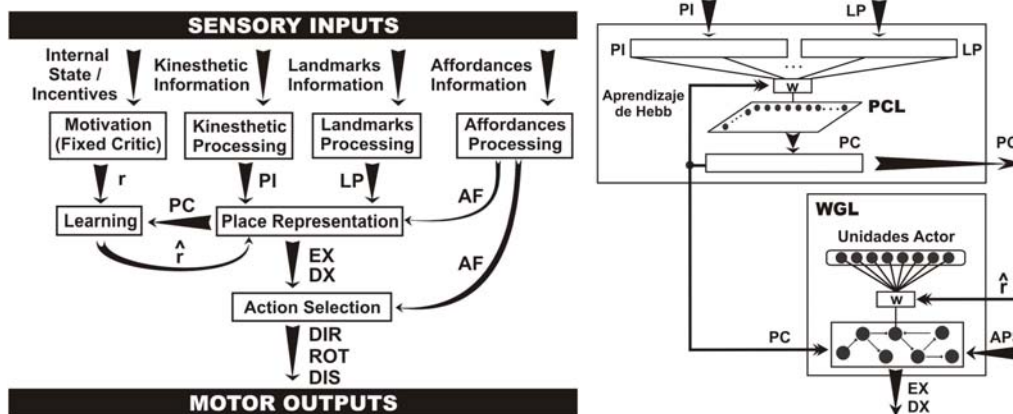 SENSORY INPUTS
Internal
State /
Incentives
Kinesthetic
Information
Landmarks
Information
Affordances
Information
Motivation
(Fixed Critic)
Kinesthetic
Processing
Landmarks
Processing
Affordances
Processing
r
PI
LP
AF
Learning
PC
Place Representation
r̂
EX
DX
AF
Action Selection
DIR
ROT
DIS
MOTOR OUTPUTS
PI
LP
PI
LP
...
w
Aprendizaje
de Hebb
PCL
PC
PC
WGL
Unidades Actor
w
r̂
PC
APS
EX
DX